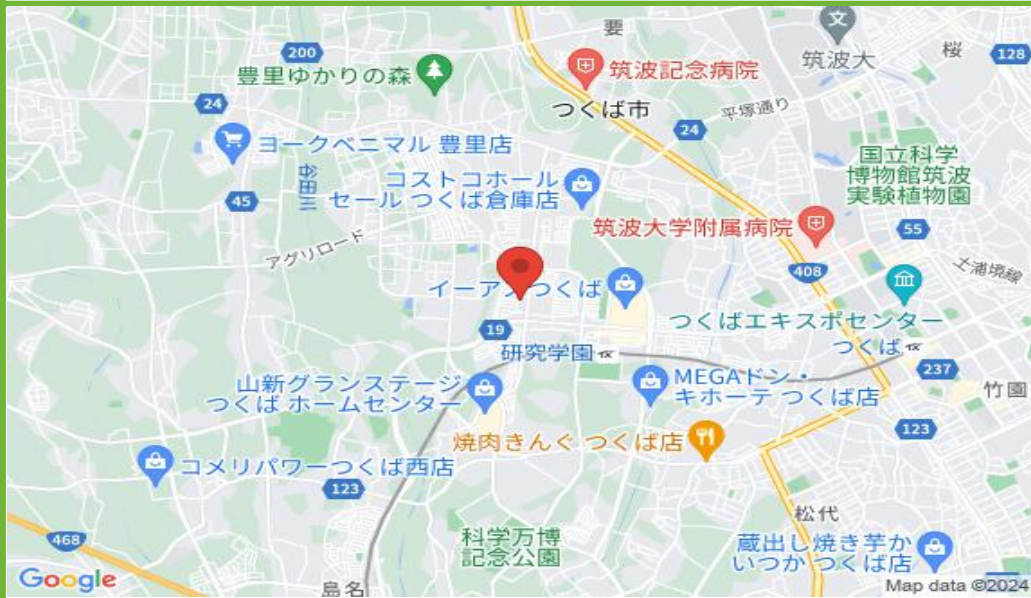 要
文
筑波大
桜
128
200
豊里ゆかりの森
筑波記念病院
つくば市
平塚通り
24
24
ヨークベニマル 豊里店
谷田川
コストコホール
セール つくば倉庫店
国立科学
博物館筑波
実験植物園
45
アグリロード
筑波大学附属病院
55
土浦境線
408
イーアスつくば
つくばエキスポセンター
19
研究学園
つくば
237
山新グランステージ
つくば ホームセンター
MEGAドン・
キホーテ つくば店
竹園
123
焼肉きんぐ つくば店
コメリパワーつくば西店
123
松代
468
科学万博
記念公園
蔵出し焼き芋か
いつか つくば店
Google
島名
Map data ©2024